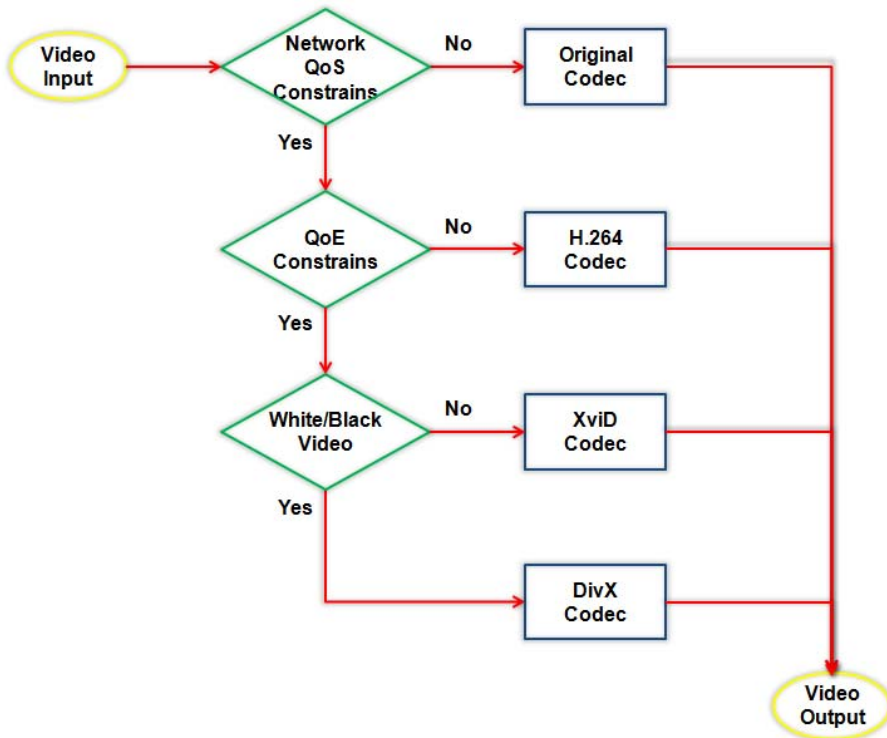 Video
Input
Network
QoS
Constrains
No
Original
Codec
Yes
QoE
Constrains
No
H.264
Codec
Yes
White/Black
Video
No
XviD
Codec
Yes
DivX
Codec
Video
Output